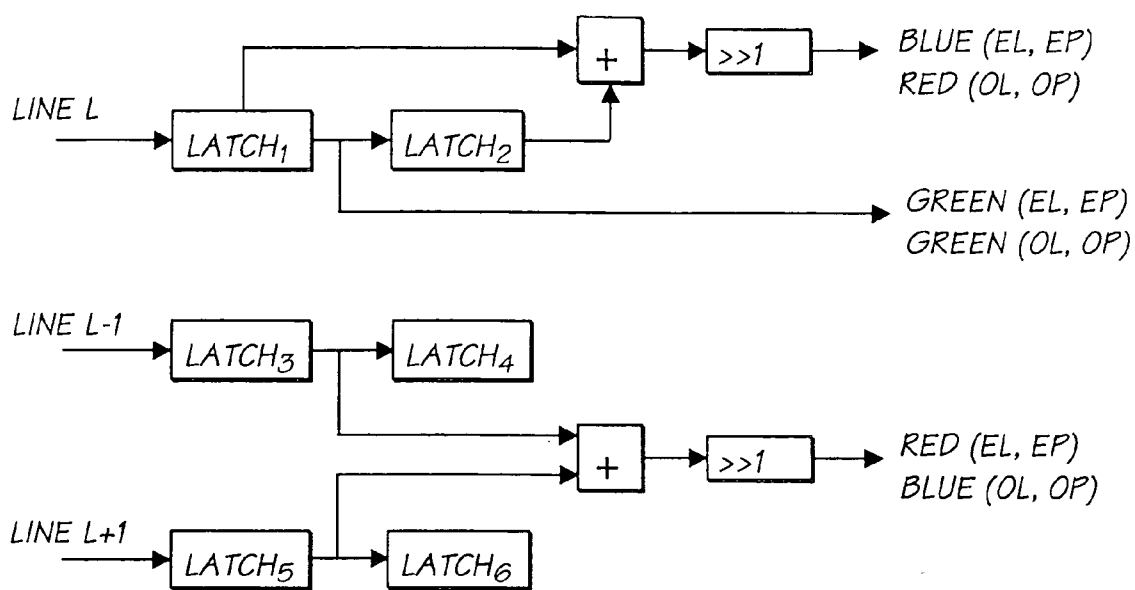 BLUE (EL, EP)
RED (OL, OP)
+
>>1
LINE L
LATCH1
LATCH2
GREEN (EL, EP)
GREEN (OL, OP)
LINE L-1
LATCH3
LATCH4
+
>>1
RED (EL, EP)
BLUE (OL, OP)
LINE L+1
LATCH5
LATCH6